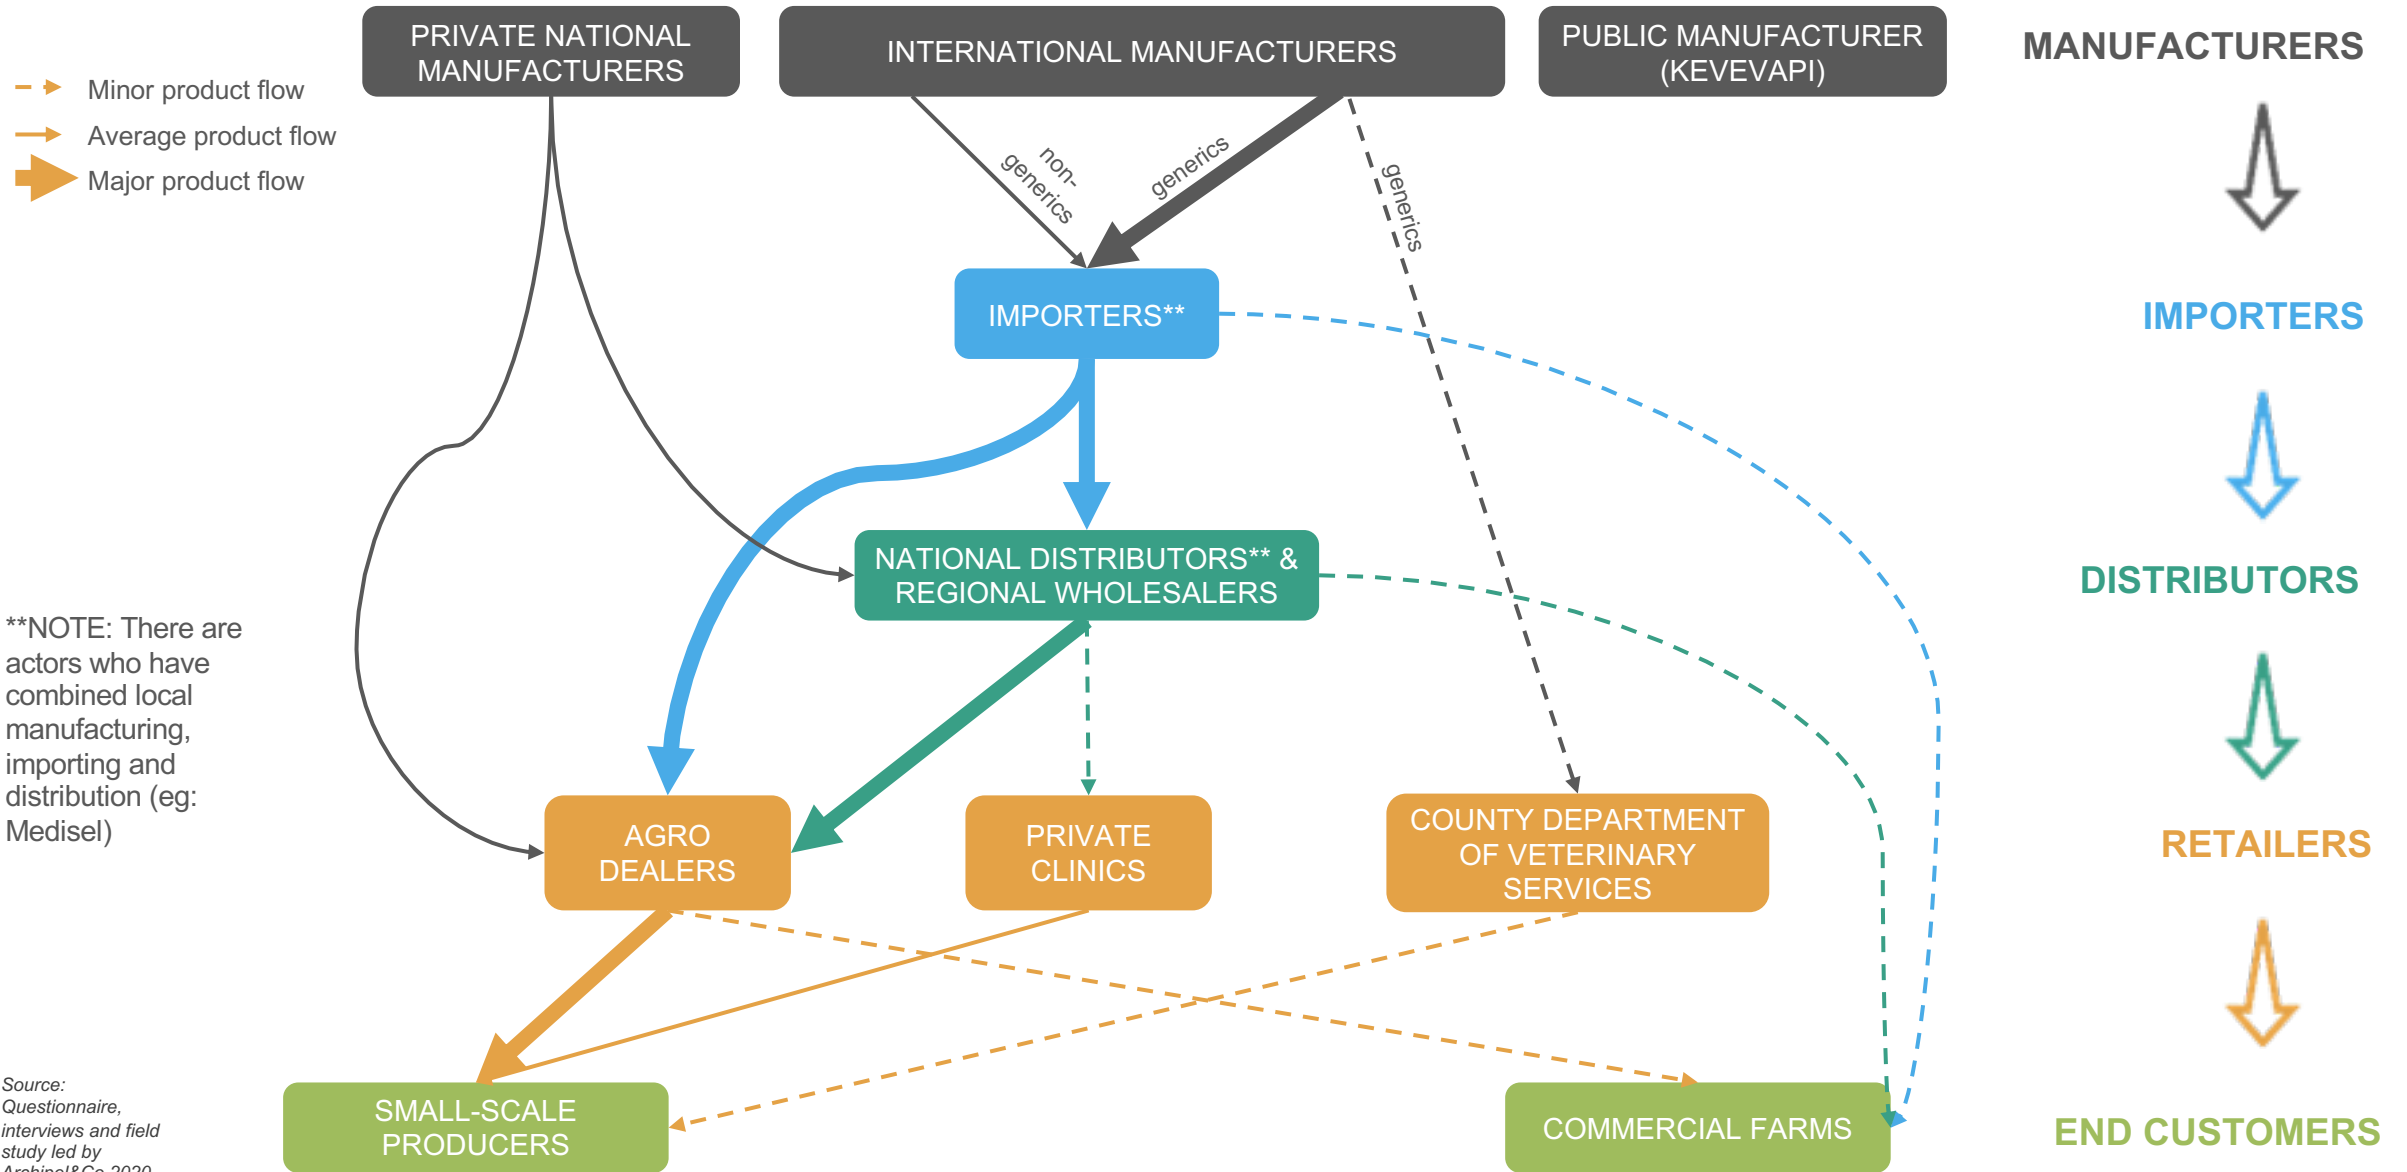 PRIVATE NATIONAL
MANUFACTURERS
INTERNATIONAL MANUFACTURERS
PUBLIC MANUFACTURER
(KEVEVAPI)
MANUFACTURERS
Minor product flow
Average product flow
Major product flow
non-
generics
generics
generics
IMPORTERS**
IMPORTERS
NATIONAL DISTRIBUTORS** &
REGIONAL WHOLESALERS
DISTRIBUTORS
**NOTE: There are
actors who have
combined local
manufacturing,
importing and
distribution (eg:
Medisel)
AGRO
DEALERS
PRIVATE
CLINICS
COUNTY DEPARTMENT
OF VETERINARY
SERVICES
RETAILERS
Source:
Questionnaire,
interviews and field
study led by
Archipel&Co 2020
SMALL-SCALE
PRODUCERS
COMMERCIAL FARMS
END CUSTOMERS